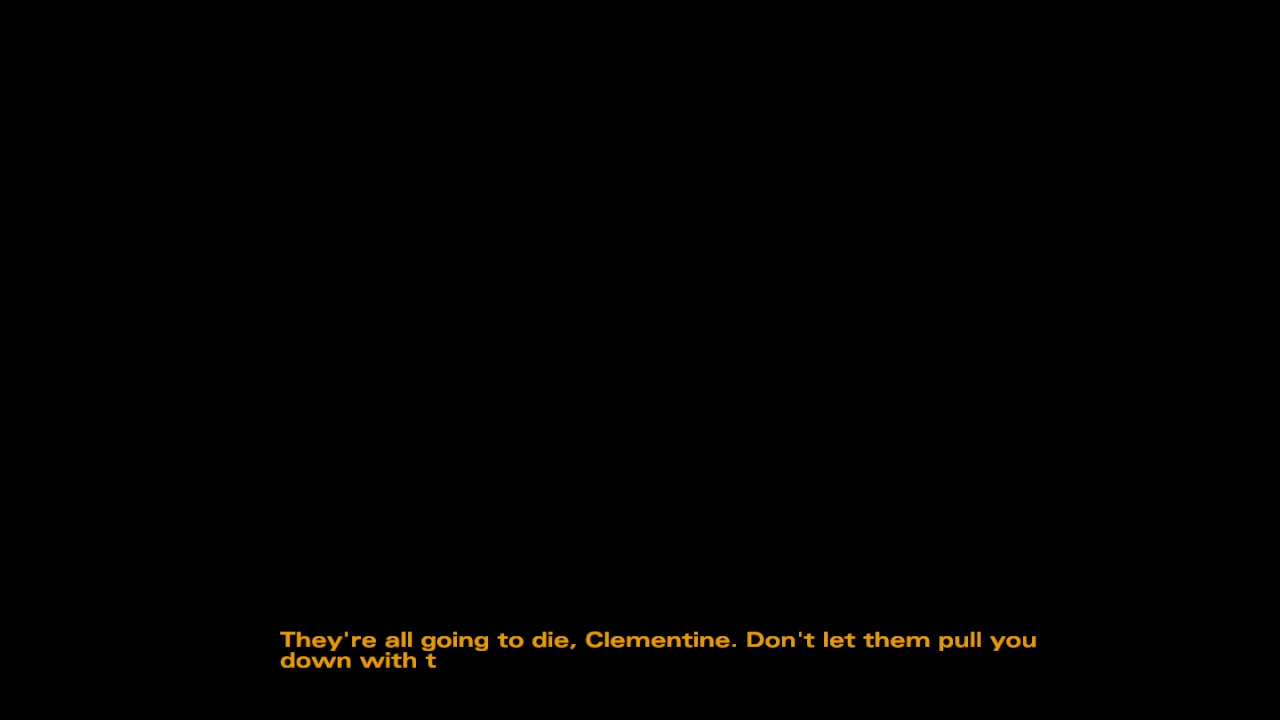 They're all going to die, Clementine. Don't let them pull you
down with t